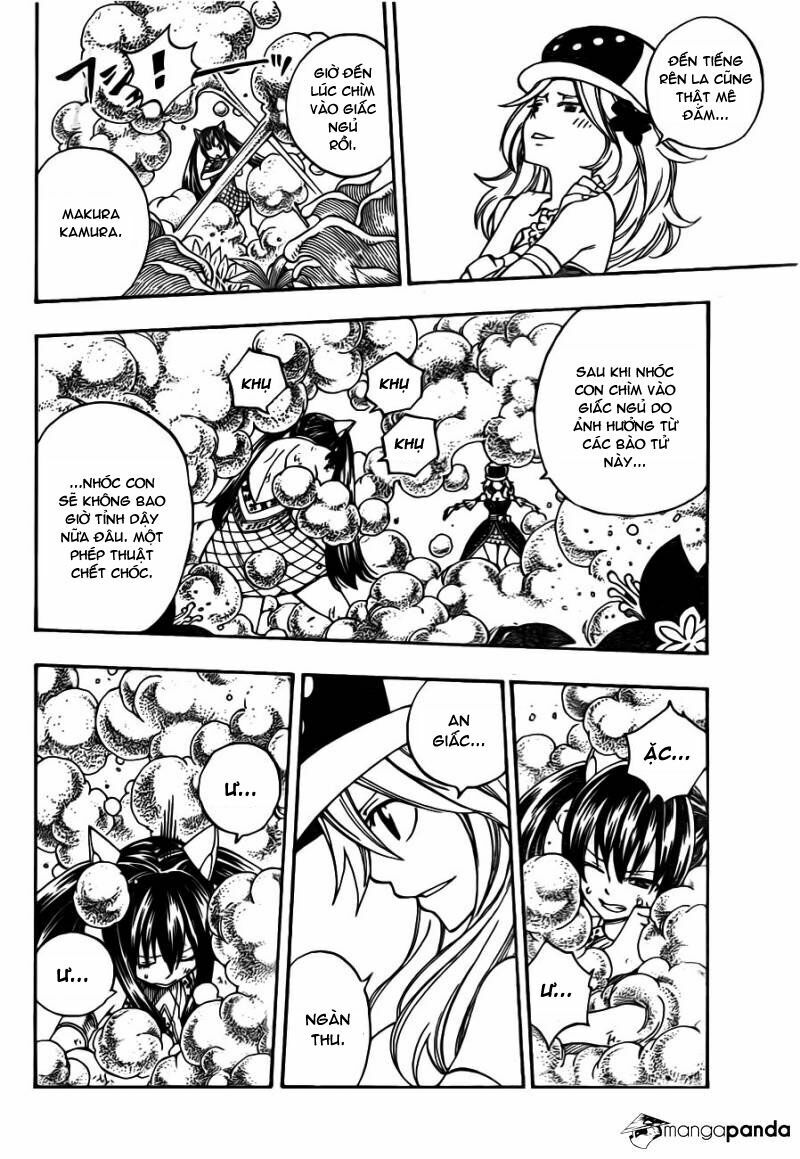 ĐẾN TIẾNG
RÊN LA CŨNG
THẬT MÊ
ĐẮM...
GIỜ ĐẾN
LÚC CHÌM
VÀO GIẤC
NGỦ
RỒI.
MAKURA
KAMURA.
SAU KHI NHÓC
CON CHÌM VÀO
GIẤC NGỦ DO
ẢNH HƯỞNG TỪ
CÁC BÀO TỬ
NÀY...
KHỤ
KHỤ
KHỤ
...NHÓC CON
SẼ KHÔNG BAO
GIỜ TỈNH DẬY
NỮA ĐÂU. MỘT
PHÉP THUẬT
CHẾT CHÓC.
ẶC...
Ư...
AN
GIẤC...
NGÀN
THU.
Ư...
Ư...
mangapanda